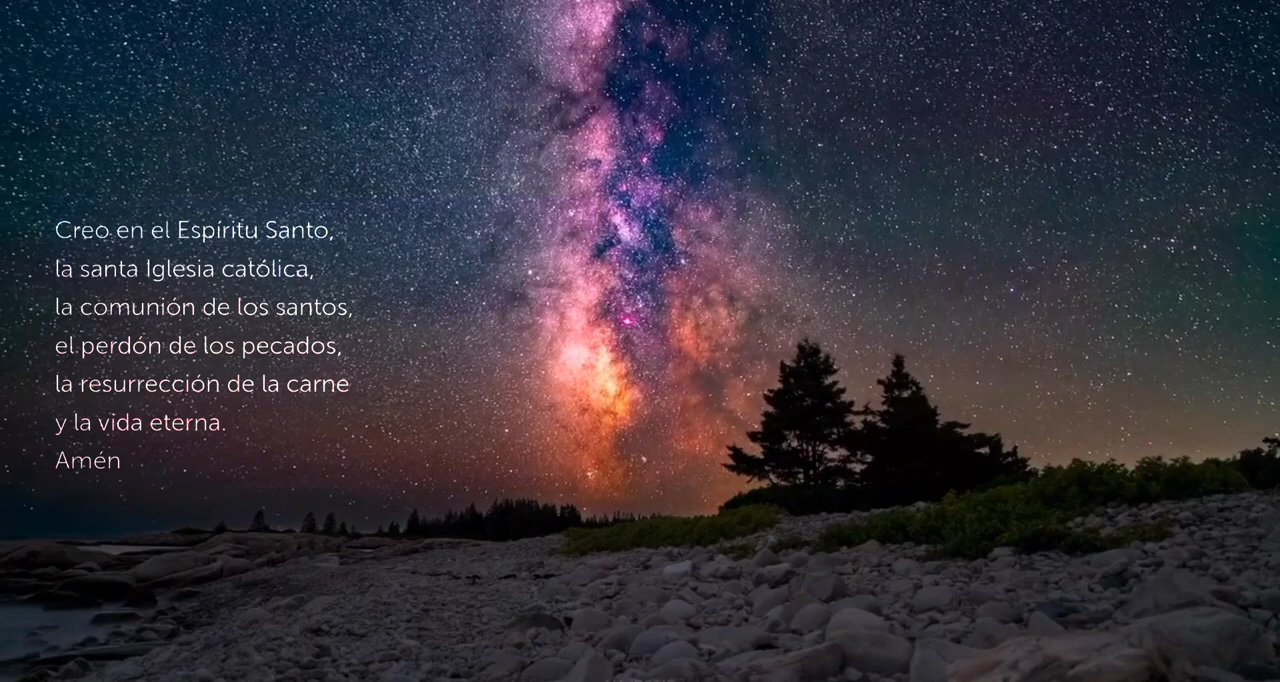 Creo en el Espíritu Santo,
la santa Iglesia católica,
la comunión de los santos,
el perdón de los pecados,
la resurrección de la carne
y la vida eterna.
Amén